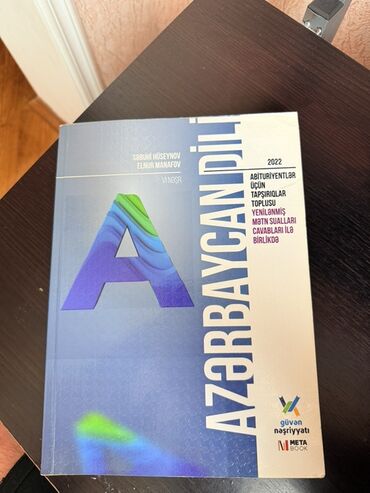 SƏBUHİ HÜSEYNOV
ELNUR MANAFOV
VI NƏŞR
A
AZƏRBAYCAN DİLİ
2022
ABİTURİYENTLƏR
ÜÇÜN
TAPŞIRIQLAR
TOPLUSU
YENİLƏNMİŞ
MƏTN SUALLARI
CAVABLARI İLƏ
BİRLİKDƏ
güvən
nəşriyyatı
META
BOOK